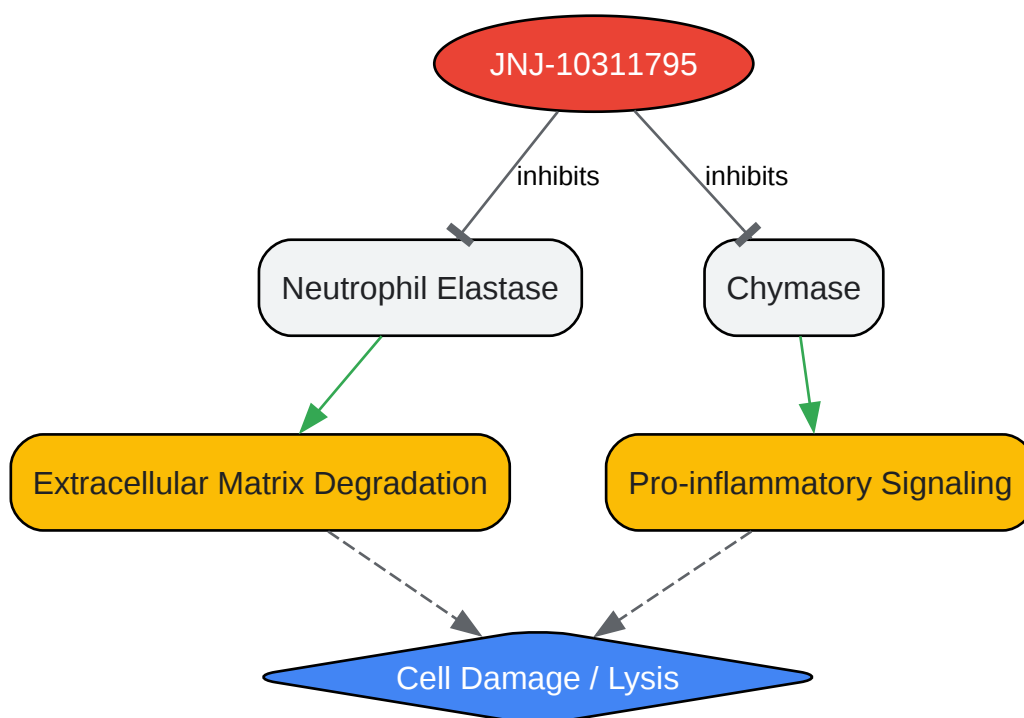 JNJ-10311795
inhibits
inhibits
Neutrophil Elastase
Chymase
Extracellular Matrix Degradation
Pro-inflammatory Signaling
Cell Damage / Lysis